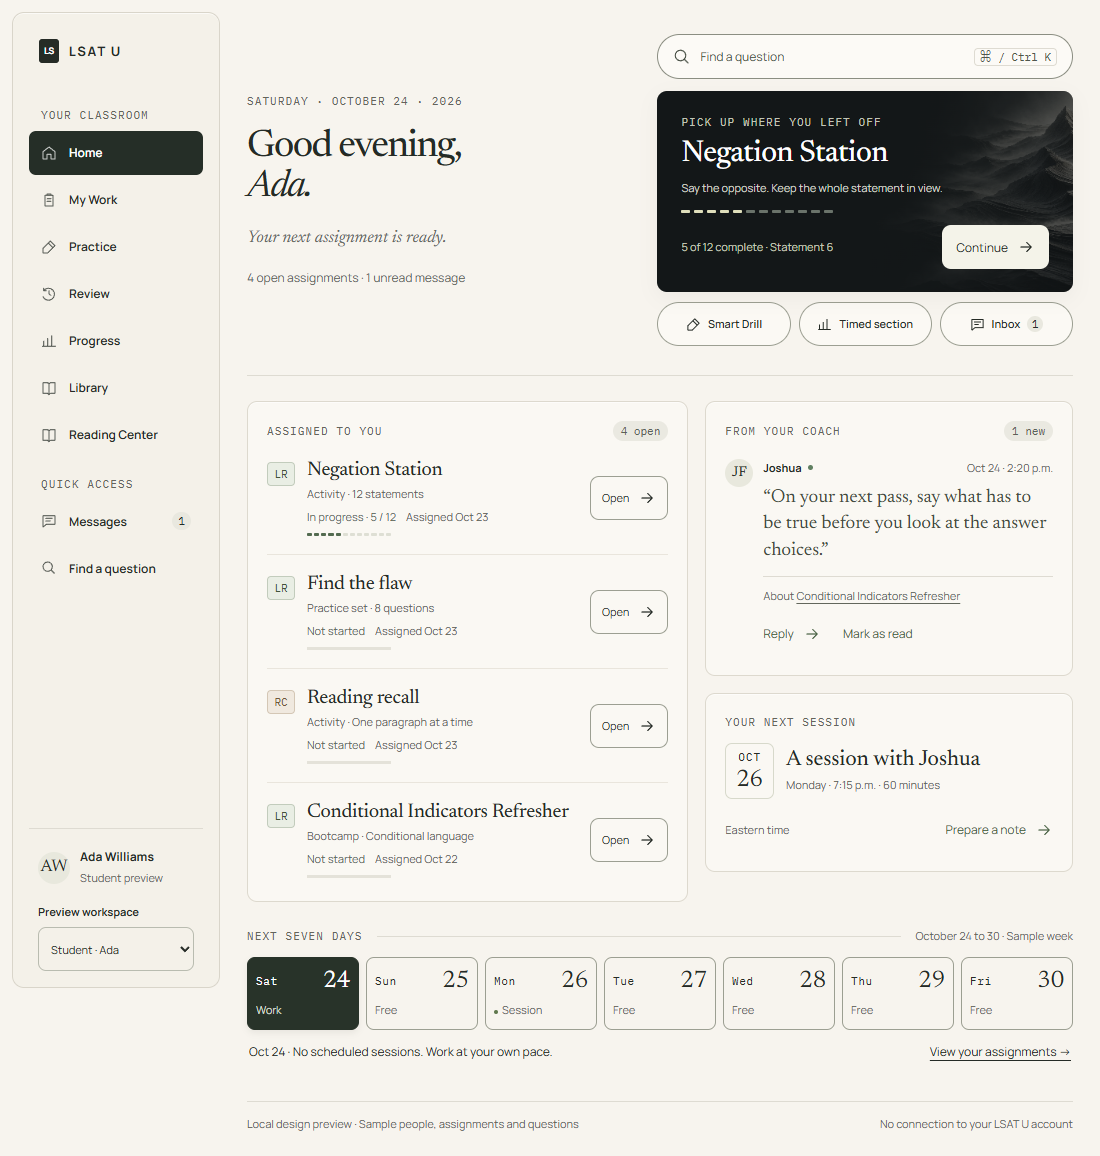 LS LSAT U
YOUR CLASSROOM
Home
My Work
Practice
Review
Progress
Library
Reading Center
QUICK ACCESS
Messages 1
Find a question
AW Ada Williams
Student preview
Preview workspace
Student · Ada
SATURDAY · OCTOBER 24 · 2026
Good evening,
Ada.
Your next assignment is ready.
4 open assignments · 1 unread message
Find a question ⌘ / Ctrl K
PICK UP WHERE YOU LEFT OFF
Negation Station
Say the opposite. Keep the whole statement in view.
5 of 12 complete · Statement 6
Continue →
Smart Drill
Timed section
Inbox 1
ASSIGNED TO YOU 4 open
LR Negation Station
Activity · 12 statements
In progress · 5 / 12 Assigned Oct 23
Open →
LR Find the flaw
Practice set · 8 questions
Not started Assigned Oct 23
Open →
RC Reading recall
Activity · One paragraph at a time
Not started Assigned Oct 23
Open →
LR Conditional Indicators Refresher
Bootcamp · Conditional language
Not started Assigned Oct 22
Open →
FROM YOUR COACH 1 new
JF Joshua Oct 24 · 2:20 p.m.
“On your next pass, say what has to
be true before you look at the answer
choices.”
About Conditional Indicators Refresher
Reply → Mark as read
YOUR NEXT SESSION
OCT
26
A session with Joshua
Monday · 7:15 p.m. · 60 minutes
Eastern time Prepare a note →
NEXT SEVEN DAYS October 24 to 30 · Sample week
Sat 24
Work
Sun 25
Free
Mon 26
Session
Tue 27
Free
Wed 28
Free
Thu 29
Free
Fri 30
Free
Oct 24 · No scheduled sessions. Work at your own pace. View your assignments →
Local design preview · Sample people, assignments and questions No connection to your LSAT U account